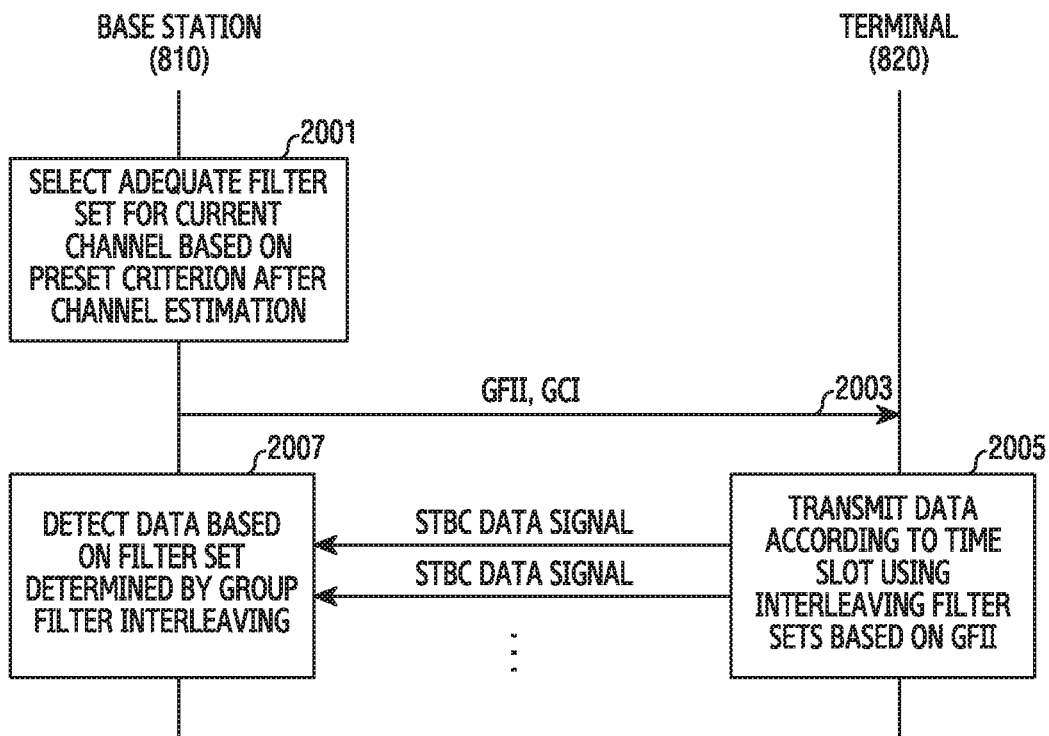 BASE STATION
(810)
TERMINAL
(820)
2001
SELECT ADEQUATE FILTER
SET FOR CURRENT
CHANNEL BASED ON
PRESET CRITERION AFTER
CHANNEL ESTIMATION
GFII, GCI
2003
2007
2005
DETECT DATA BASED
ON FILTER SET
DETERMINED BY GROUP
FILTER INTERLEAVING
STBC DATA SIGNAL
STBC DATA SIGNAL
TRANSMIT DATA
ACCORDING TO TIME
SLOT USING
INTERLEAVING FILTER
SETS BASED ON GFII